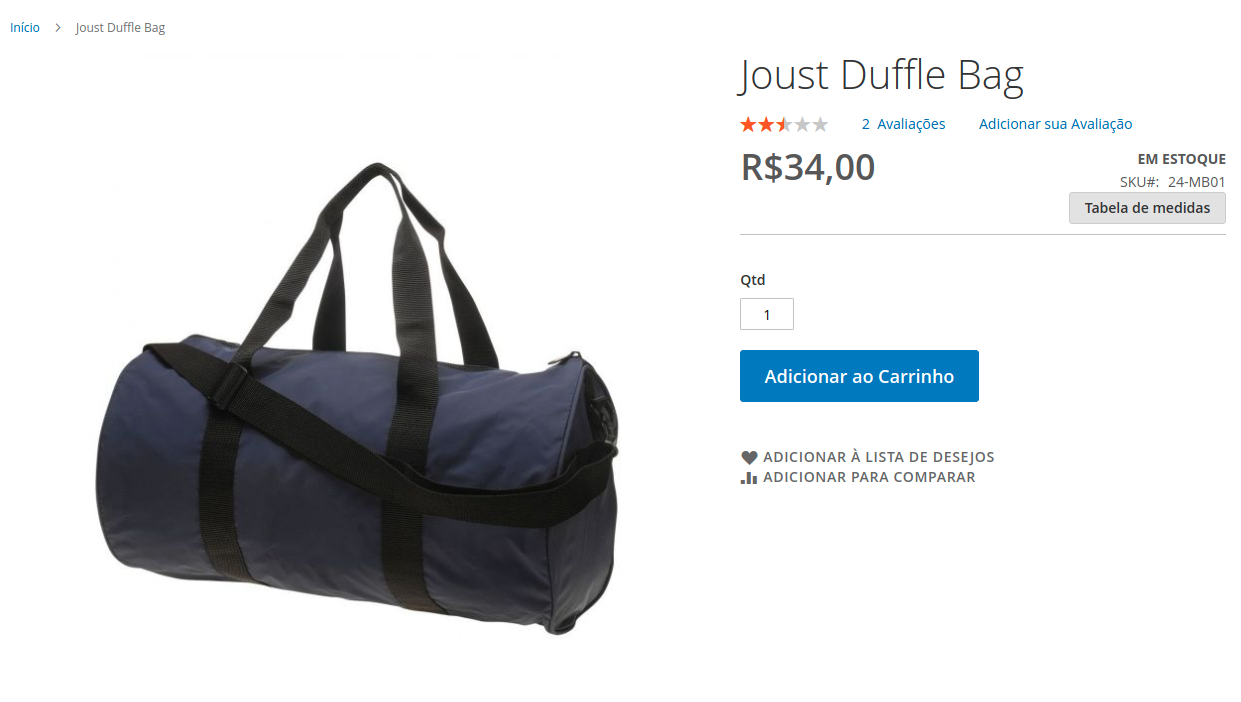 Início > Joust Duffle Bag
Joust Duffle Bag
2 Avaliações Adicionar sua Avaliação
R$34,00
EM ESTOQUE
SKU#: 24-MB01
Tabela de medidas
Qtd
1
Adicionar ao Carrinho
ADICIONAR À LISTA DE DESEJOS
ADICIONAR PARA COMPARAR